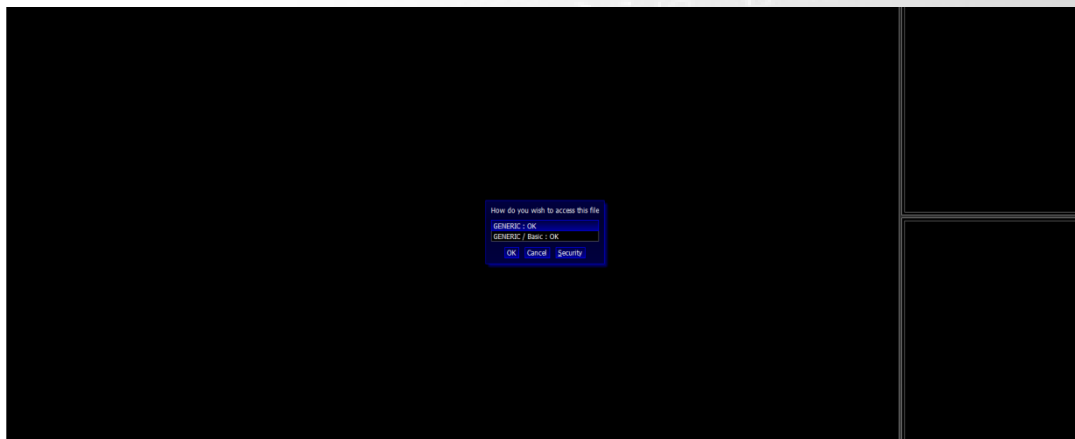 How do you wish to access this file
GENERIC : OK
GENERIC / Basic : OK
OK Cancel Security